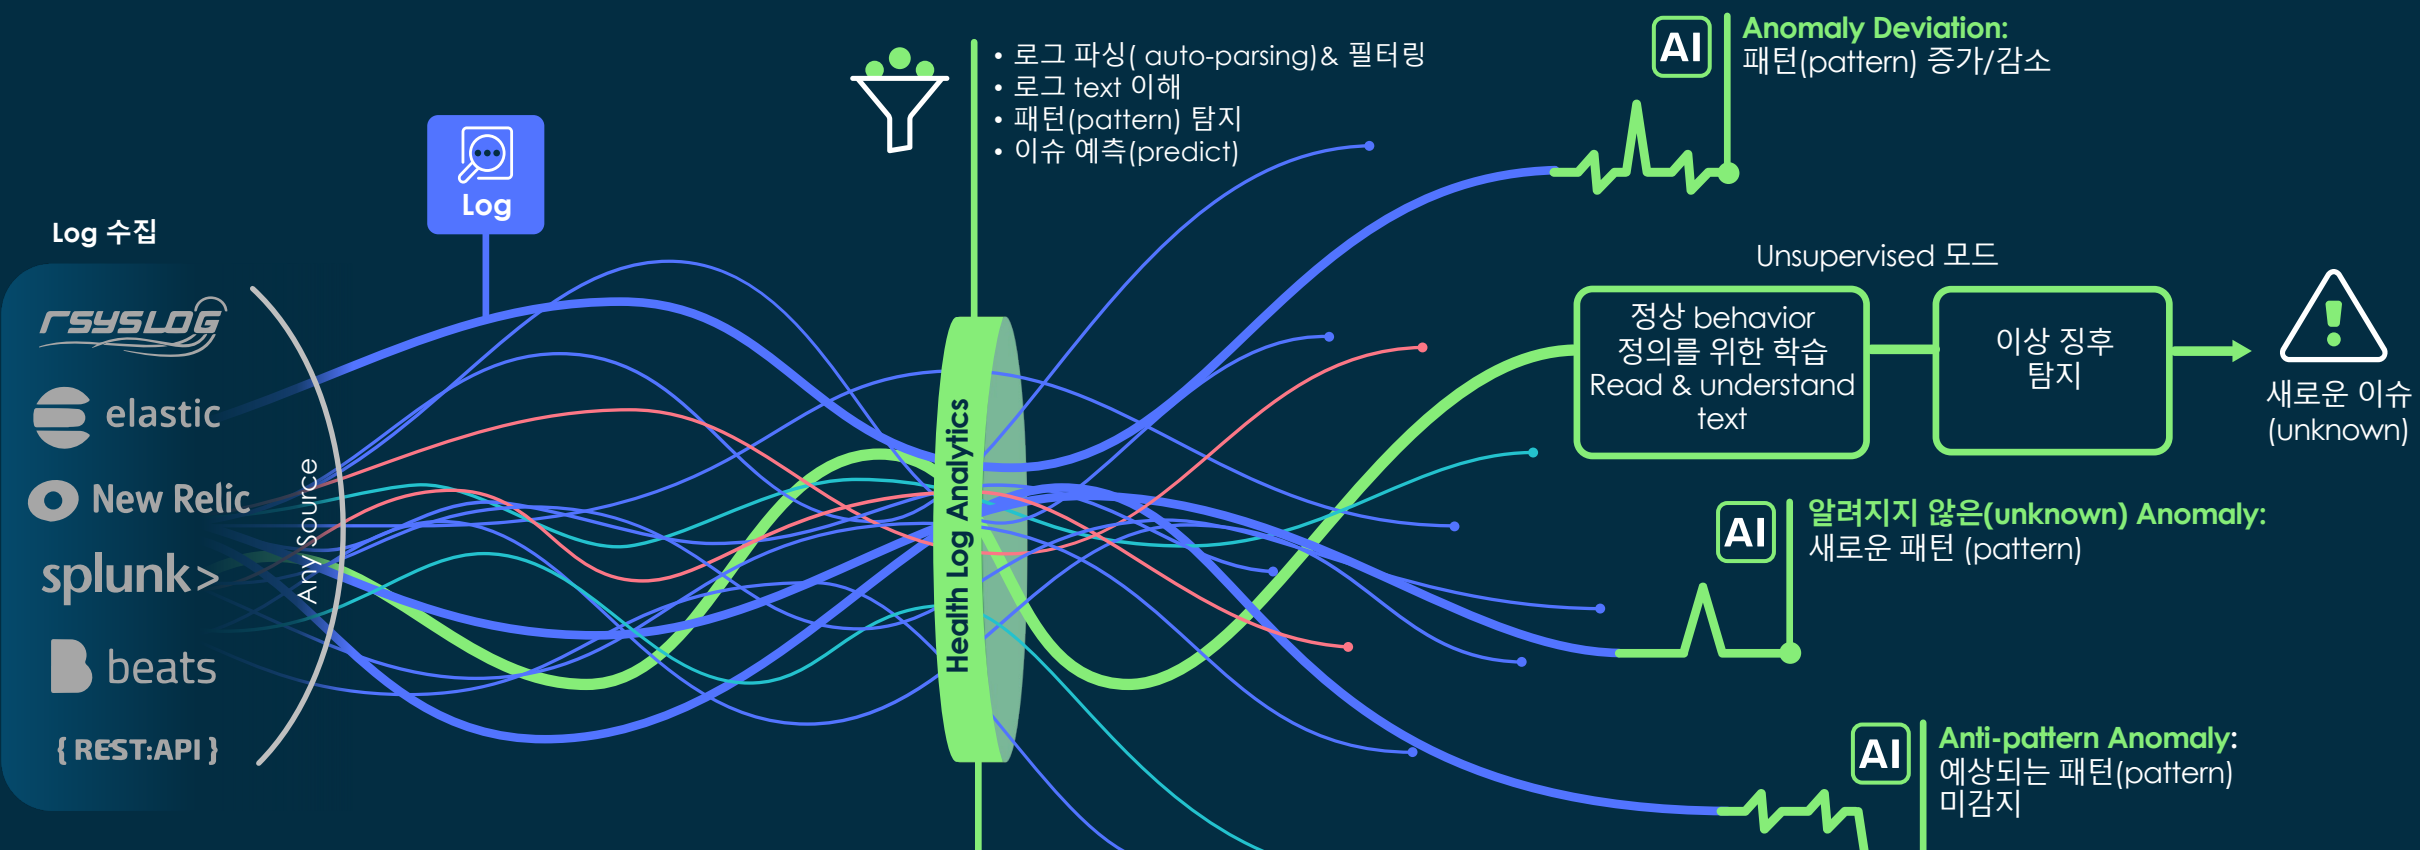 Log 수집
rsyslog
elastic
New Relic
splunk>
beats
{ REST:API }
Any Source
Log
• 로그 파싱( auto-parsing)& 필터링
• 로그 text 이해
• 패턴(pattern) 탐지
• 이슈 예측(predict)
Health Log Analytics
AI
Anomaly Deviation:
패턴(pattern) 증가/감소
Unsupervised 모드
정상 behavior
정의를 위한 학습
Read & understand
text
이상 징후
탐지
새로운 이슈
(unknown)
AI
알려지지 않은(unknown) Anomaly:
새로운 패턴 (pattern)
AI
Anti-pattern Anomaly:
예상되는 패턴(pattern)
미감지